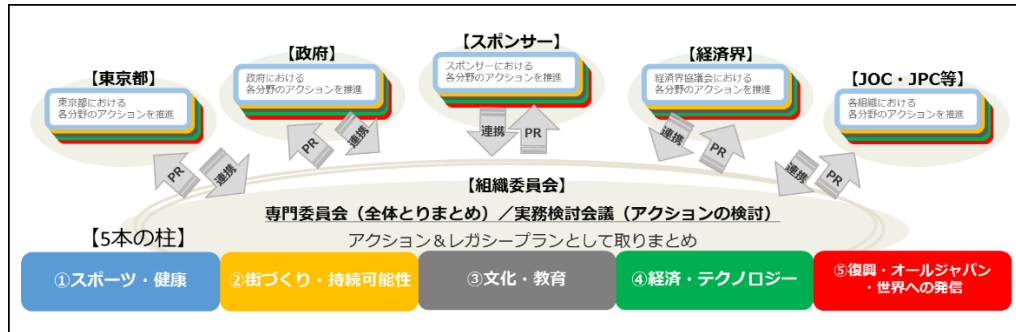 【東京都】
東京都における
各分野のアクションを推進
【政府】
政府における
各分野のアクションを推進
【スポンサー】
スポンサーにおける
各分野のアクションを推進
【経済界】
経済界協議会における
各分野のアクションを推進
【JOC・JPC等】
各組織における
各分野のアクションを推進
PR
連携
PR
連携
連携
PR
連携
PR
連携
PR
【組織委員会】
専門委員会（全体とりまとめ）／実務検討会議（アクションの検討）
アクション＆レガシープランとして取りまとめ
【5本の柱】
①スポーツ・健康
②街づくり・持続可能性
③文化・教育
④経済・テクノロジー
⑤復興・オールジャパン
・世界への発信